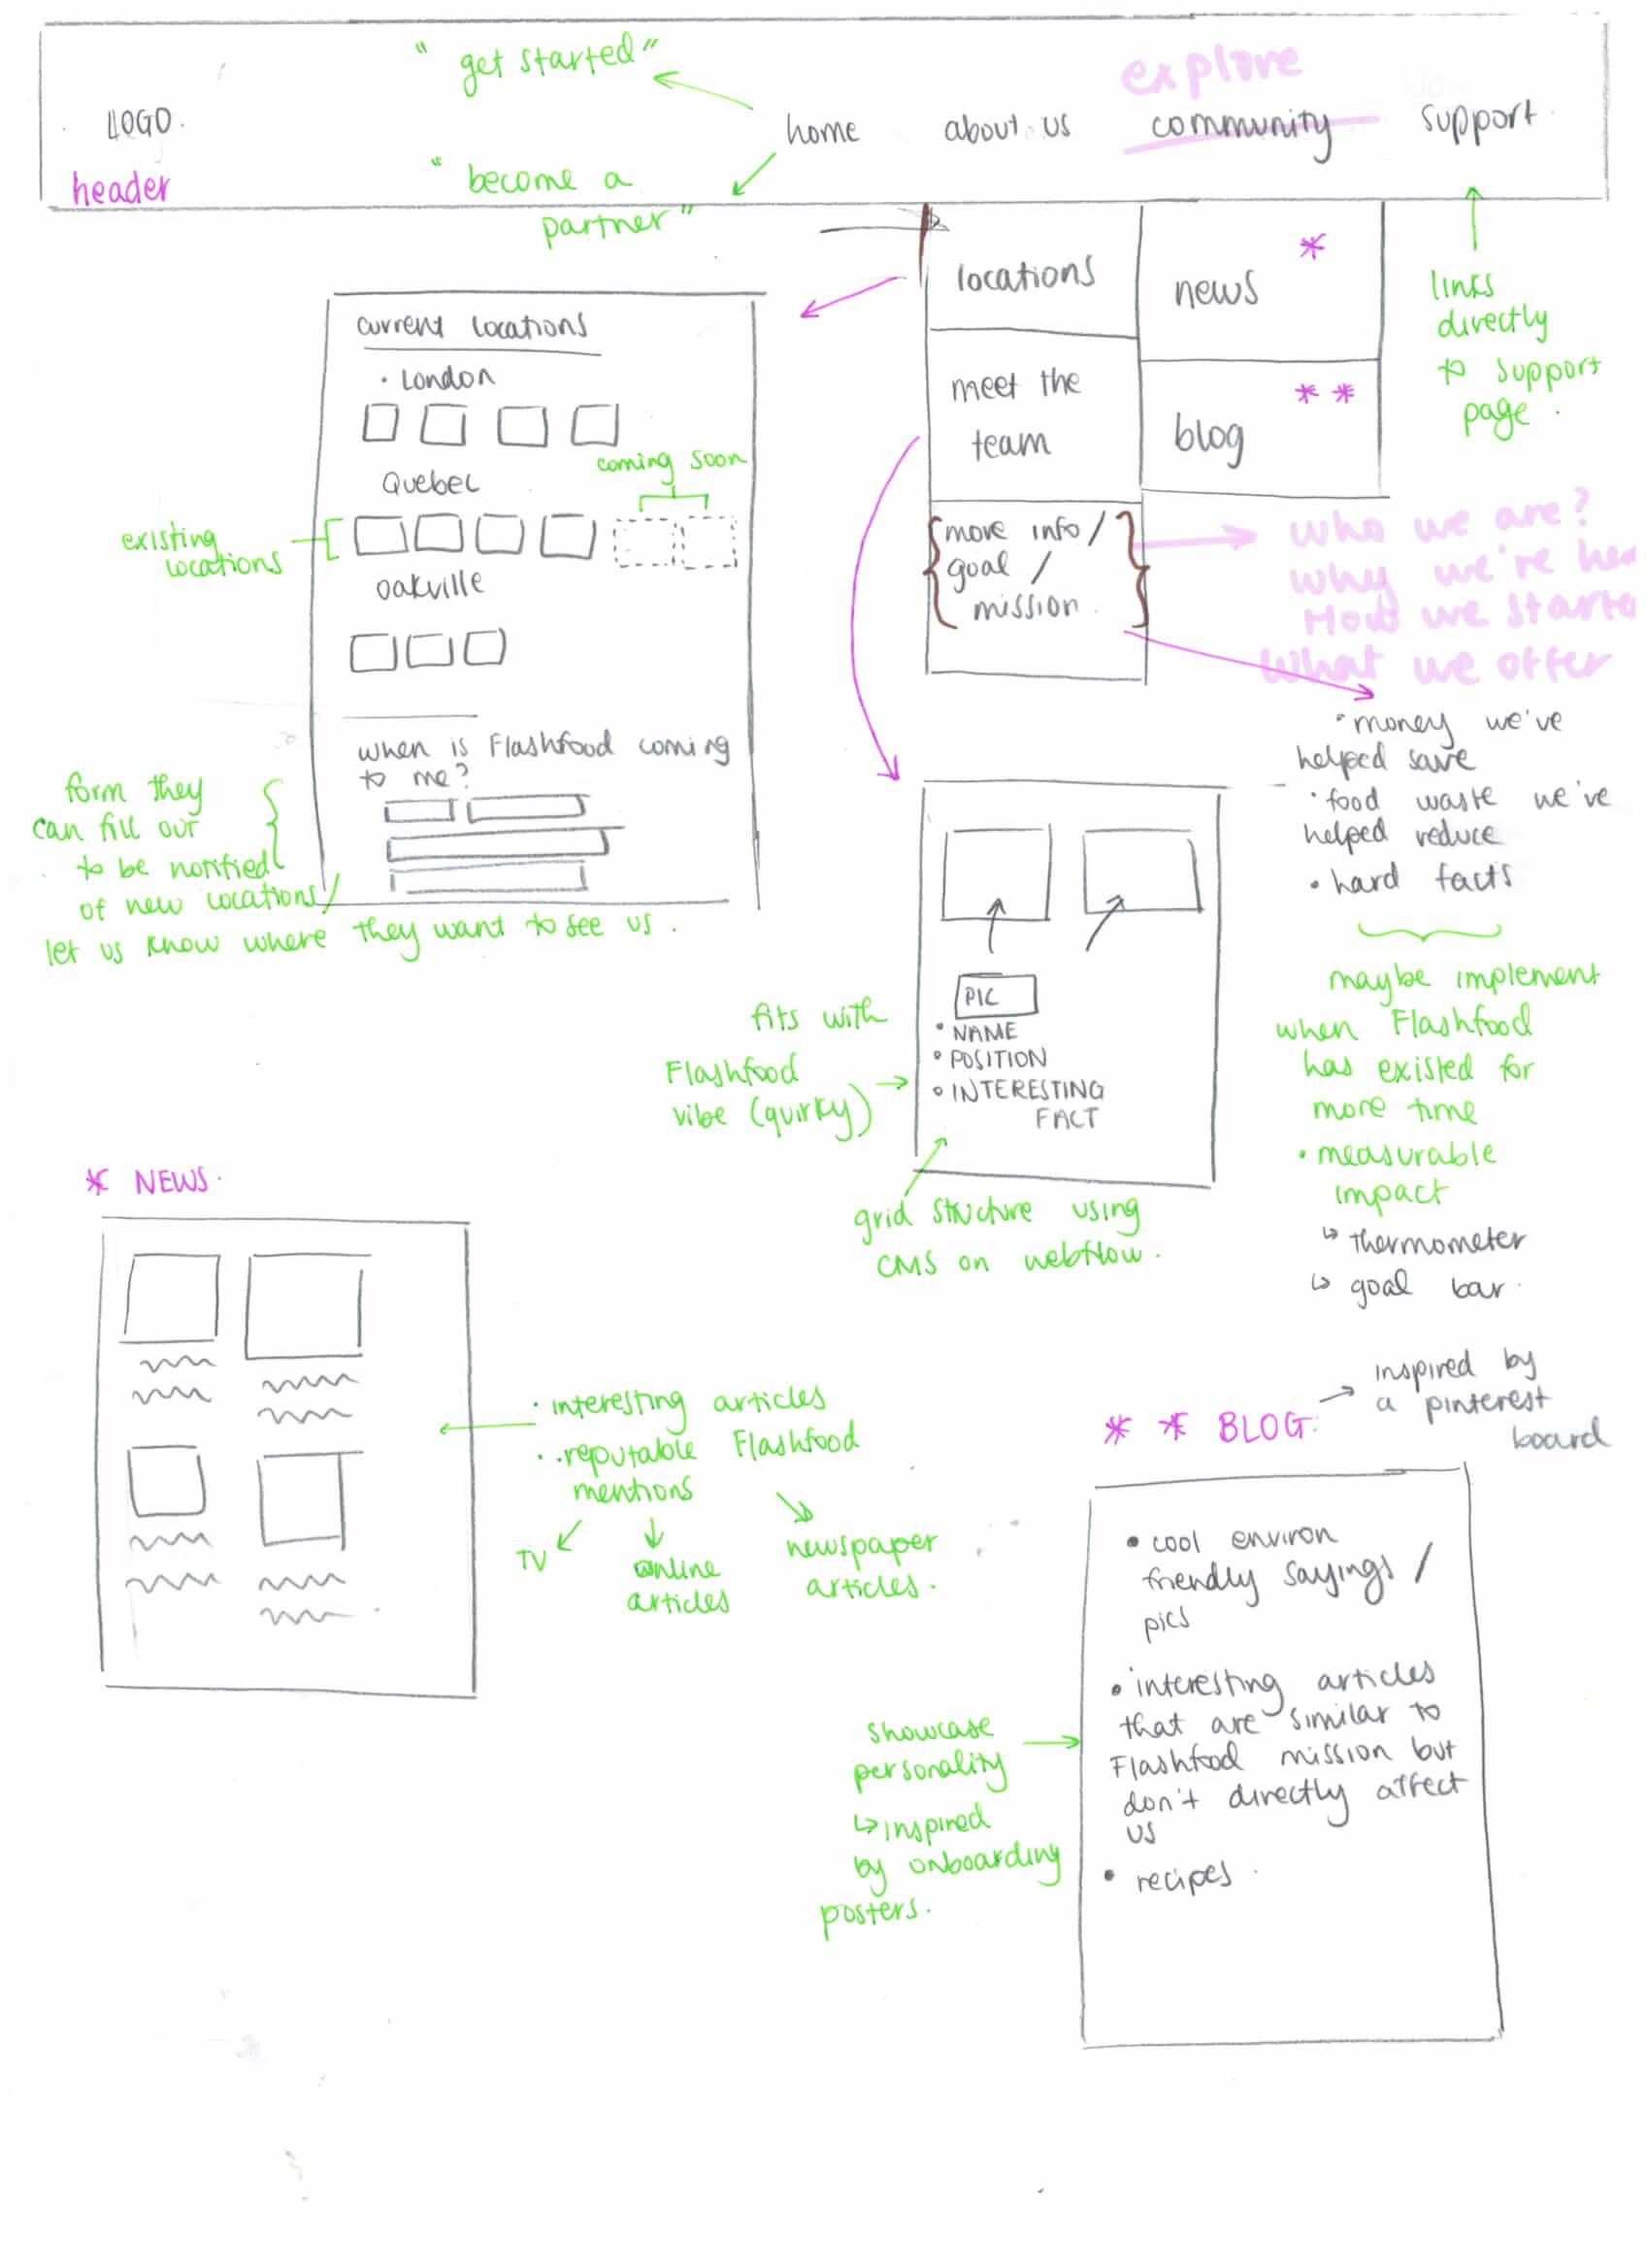 "get started"
explore
LOGO.
home
about us
community
support.
header
"become a
partner"
locations
news *
meet the
team
blog * *
links
directly
to support
page.
more info /
goal /
mission.
who we are?
why we're
How we
What we offer
current locations
• London
coming soon
Quebec
existing
locations
Oakville
when is Flashfood coming
to me?
form they
can fill out
to be notified
of new locations/
let us know where they want to see us.
• money we've
helped save
• food waste we've
helped reduce
• hard facts
maybe implement
when Flashfood
has existed for
more time
• measurable
impact
↳ thermometer
↳ goal bar.
PIC
• NAME
• POSITION
• INTERESTING
FACT
fits with
Flashfood
vibe (quirky)
grid structure using
CMS on webflow.
* NEWS.
• interesting articles
• reputable Flashfood
mentions
TV
online
articles
newspaper
articles.
* * BLOG:
inspired by
a pinterest
board
• cool environ
friendly sayings /
pics
• interesting articles
that are similar to
Flashfood mission but
don't directly affect
us
• recipes.
showcase
personality
↳ inspired
by onboarding
posters.